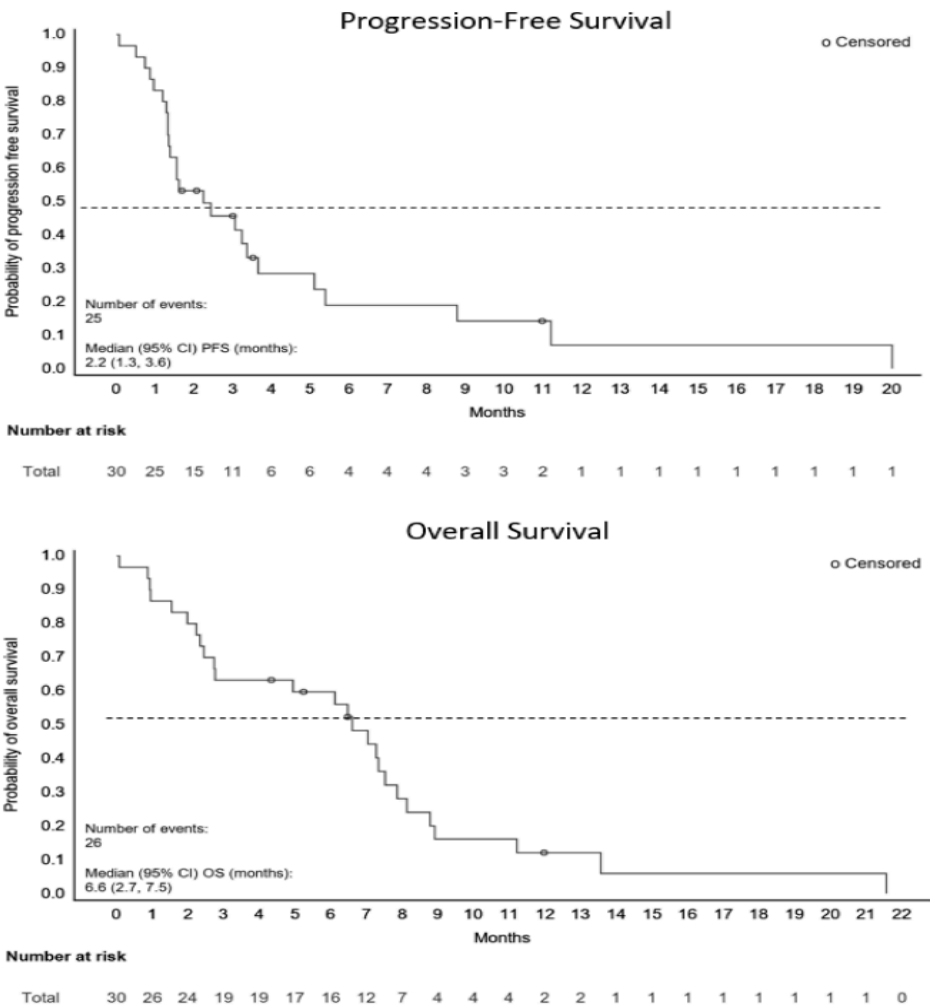 Progression-Free Survival
o Censored
Probability of progression free survival
1.0
0.9
0.8
0.7
0.6
0.5
0.4
0.3
0.2
0.1
0.0
Number of events:
25
Median (95% CI) PFS (months):
2.2 (1.3, 3.6)
0 1 2 3 4 5 6 7 8 9 10 11 12 13 14 15 16 17 18 19 20
Months
Number at risk
Total 30 25 15 11 6 6 4 4 4 3 3 2 1 1 1 1 1 1 1 1 1
Overall Survival
o Censored
Probability of overall survival
1.0
0.9
0.8
0.7
0.6
0.5
0.4
0.3
0.2
0.1
0.0
Number of events:
26
Median (95% CI) OS (months):
6.6 (2.7, 7.5)
0 1 2 3 4 5 6 7 8 9 10 11 12 13 14 15 16 17 18 19 20 21 22
Months
Number at risk
Total 30 26 24 19 19 17 16 12 7 4 4 4 2 2 1 1 1 1 1 1 1 1 0